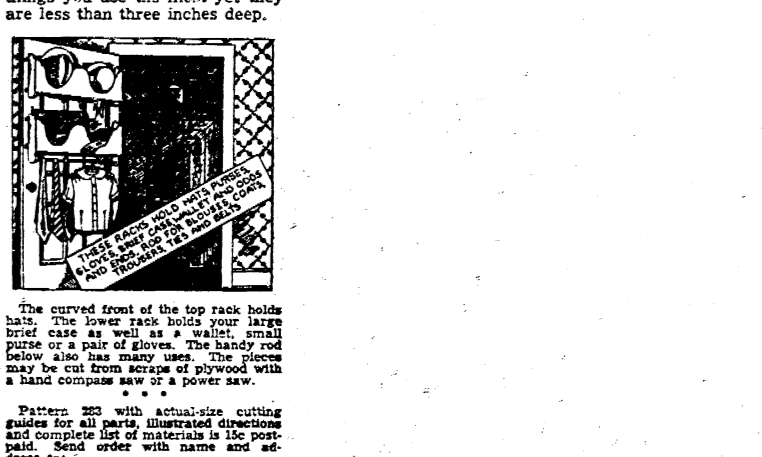 things you use the most yet they
are less than three inches deep.
THESE RACKS HOLD HATS, PURSES,
GLOVES, BRIEF CASE, WALLET AND ODDS
AND ENDS, ROD FOR BLOUSES, COATS,
TROUSERS, TIES AND BELTS
The curved front of the top rack holds
hats. The lower rack holds your large
brief case as well as a wallet, small
purse or a pair of gloves. The handy rod
below also has many uses. The pieces
may be cut from scraps of plywood with
a hand compass saw or a power saw.
• • •
Pattern 283 with actual-size cutting
guides for all parts, illustrated directions
and complete list of materials is 15c post-
paid. Send order with name and ad-